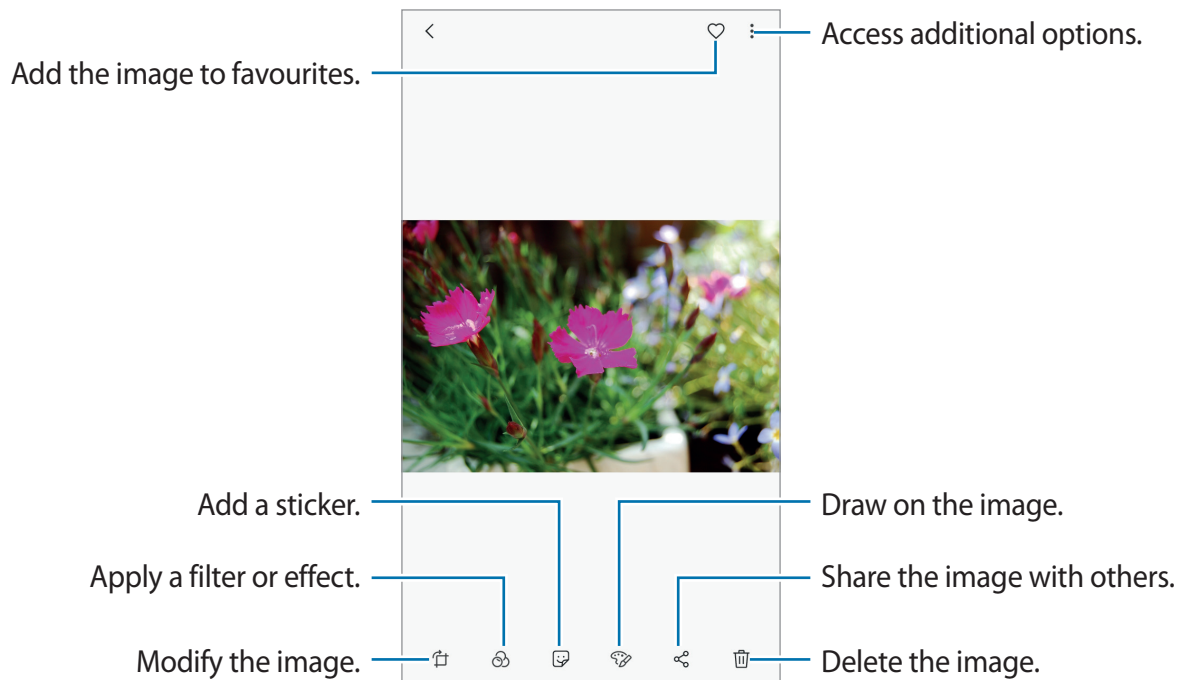 Access additional options.
Add the image to favourites.
Add a sticker.
Draw on the image.
Apply a filter or effect.
Share the image with others.
Modify the image.
Delete the image.